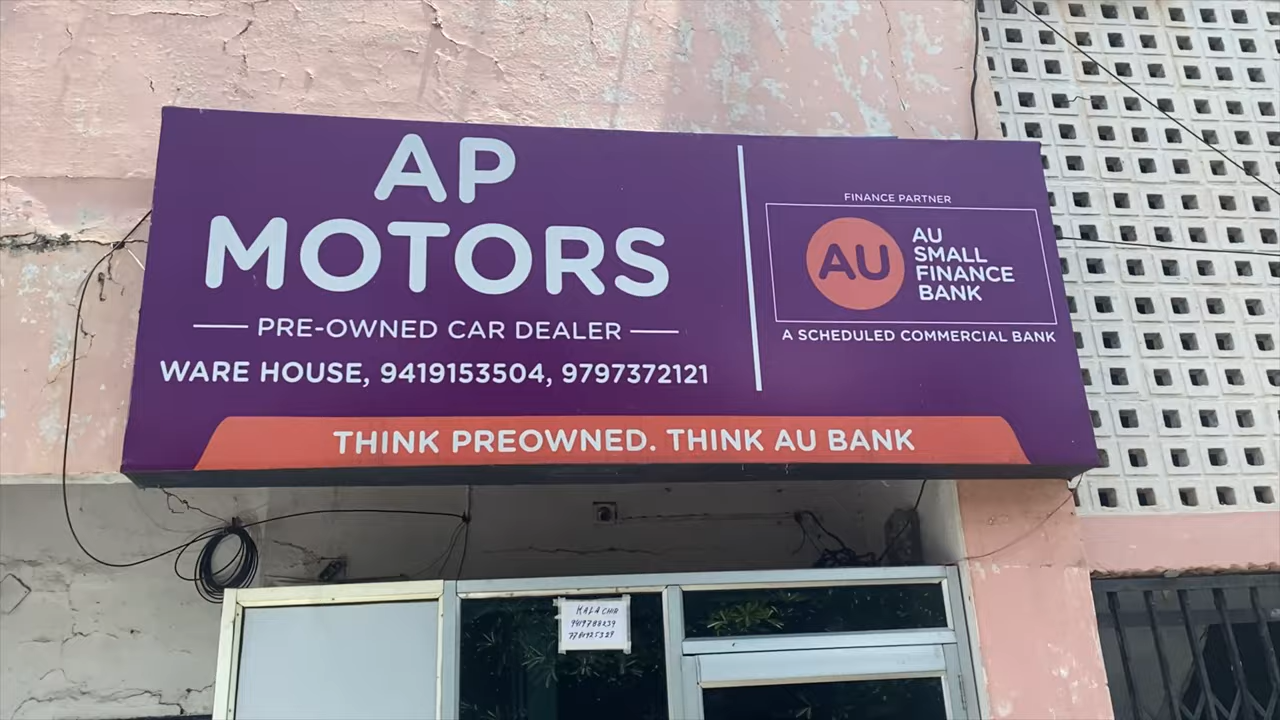 AP
MOTORS
PRE-OWNED CAR DEALER
WARE HOUSE, 9419153504, 9797372121
FINANCE PARTNER
AU
AU
SMALL
FINANCE
BANK
A SCHEDULED COMMERCIAL BANK
THINK PREOWNED. THINK AU BANK